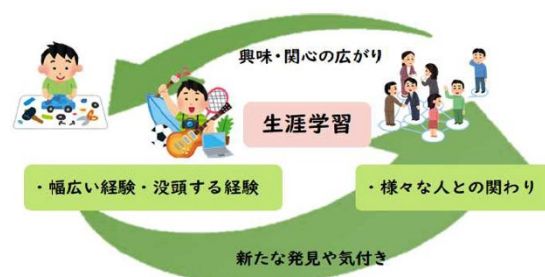 興味・関心の広がり
生涯学習
・幅広い経験・没頭する経験
・様々な人との関わり
新たな発見や気付き